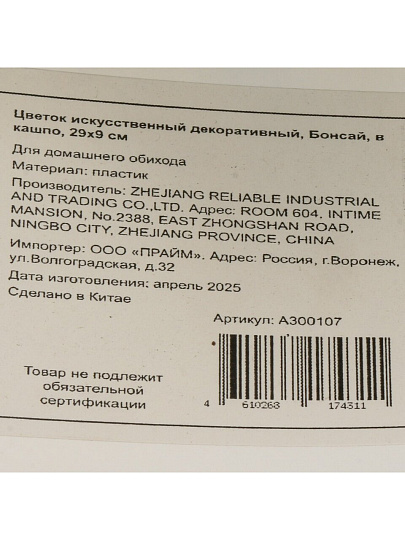 Цветок искусственный декоративный, Бонсай, в
кашпо, 29x9 см
Для домашнего обихода
Материал: пластик
Производитель: ZHEJIANG RELIABLE INDUSTRIAL
AND TRADING CO.,LTD. Адрес: ROOM 604, INTIME
MANSION, No.2388, EAST ZHONGSHAN ROAD,
NINGBO CITY, ZHEJIANG PROVINCE, CHINA
Импортер: ООО «ПРАЙМ». Адрес: Россия, г.Воронеж,
ул.Волгоградская, д.32
Дата изготовления: апрель 2025
Сделано в Китае
Артикул: A300107
Товар не подлежит
обязательной
сертификации
4 610268 174311